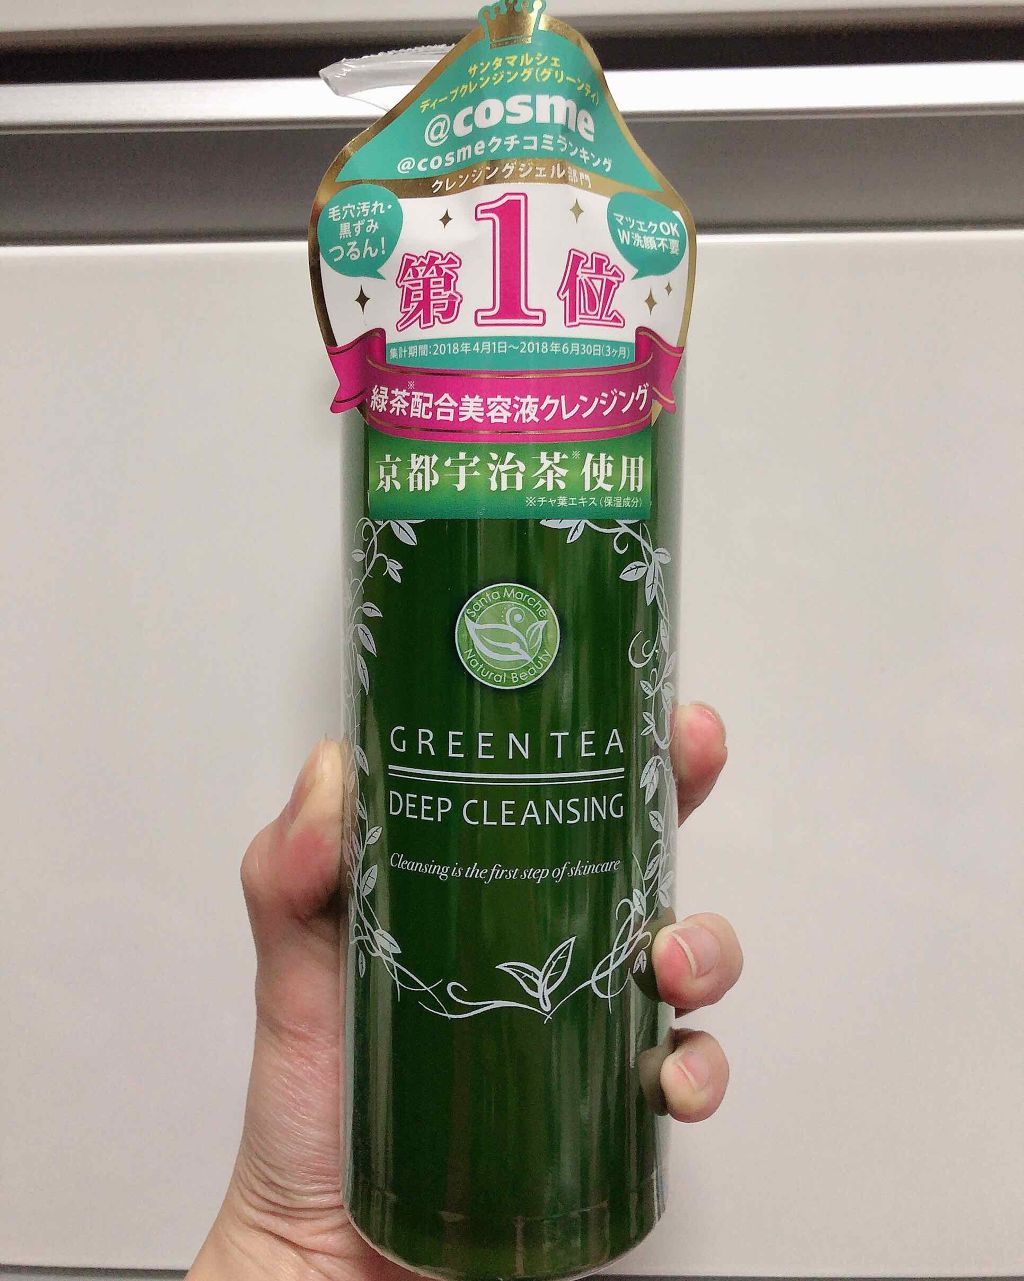 サンタマルシェ
ディープクレンジング(グリーンティ)
@cosme
@cosmeクチコミランキング
クレンジングジェル部門
毛穴汚れ・
黒ずみ
つるん!
マツエクOK
W洗顔不要
第1位
集計期間:2018年4月1日〜2018年6月30日(3ヶ月)
緑茶※配合美容液クレンジング
京都宇治茶※使用
※チャ葉エキス(保湿成分)
Santa Marche
Natural Beauty
GREEN TEA
DEEP CLEANSING
Cleansing is the first step of skincare